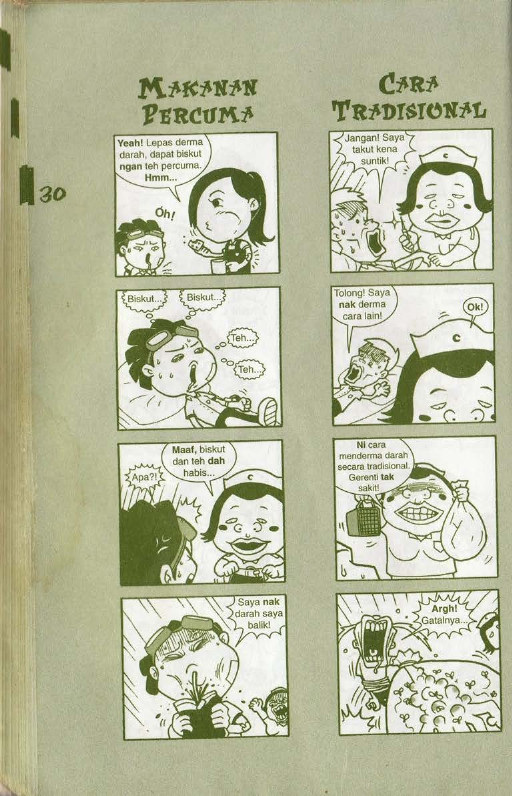 MAKANAN
PERCUMA
Yeah! Lepas derma
darah, dapat biskut
ngan teh percuma.
Hmm...
Oh!
Biskut...
Biskut...
Teh...
Teh...
Maaf, biskut
dan teh dah
habis...
Apa?!
Saya nak
darah saya
balik!
CARA
TRADISIONAL
Jangan! Saya
takut kena
suntik!
Tolong! Saya
nak derma
cara lain!
Ok!
Ni cara
menderma darah
secara tradisional.
Gerenti tak
sakit!
Argh!
Gatalnya...
30